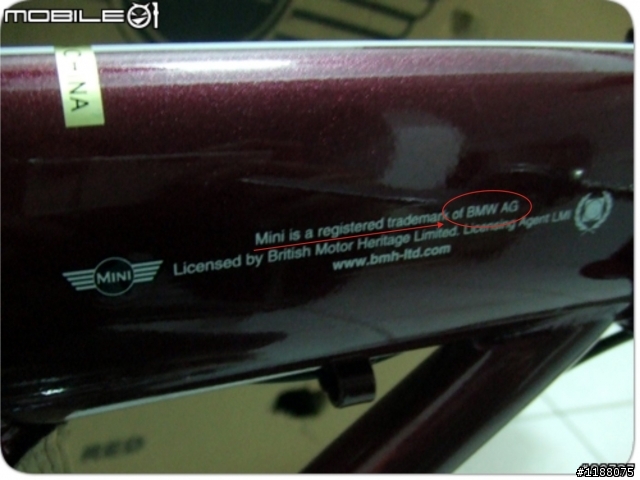 MOBILE01
C-NA
Mini is a registered trademark of BMW AG
Licensed by British Motor Heritage Limited. Licensing Agent LMI
www.bmh-ltd.com
MINI
RED
#1188075